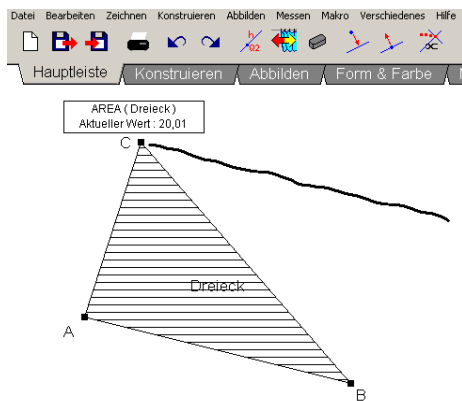 Datei Bearbeiten Zeichnen Konstruieren Abbilden Messen Makro Verschiedenes Hilfe
Hauptleiste Konstruieren Abbilden Form & Farbe
AREA ( Dreieck )
Aktueller Wert : 20,01
C
Dreieck
A
B